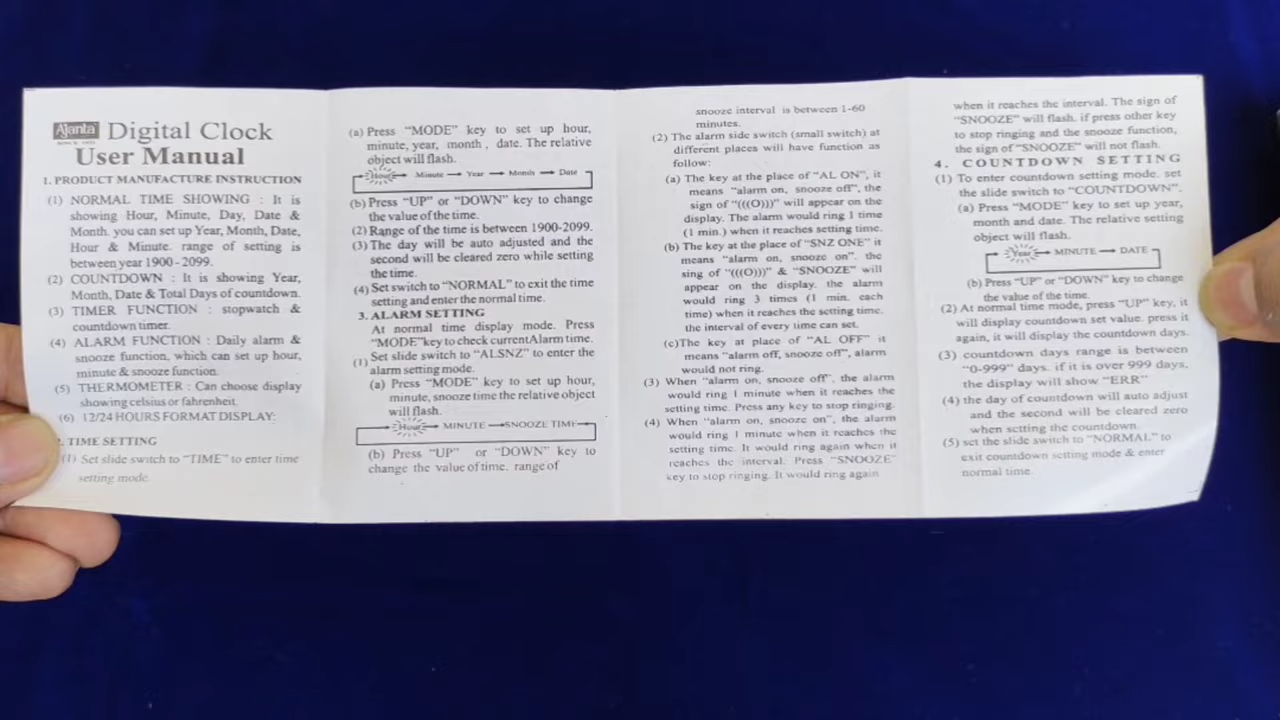 Ajanta Digital Clock
SINCE 1971
User Manual
1. PRODUCT MANUFACTURE INSTRUCTION
(1) NORMAL TIME SHOWING : It is
showing Hour, Minute, Day, Date &
Month. you can set up Year, Month, Date,
Hour & Minute. range of setting is
between year 1900 - 2099.
(2) COUNTDOWN : It is showing Year,
Month, Date & Total Days of countdown.
(3) TIMER FUNCTION : stopwatch &
countdown timer.
(4) ALARM FUNCTION : Daily alarm &
snooze function, which can set up hour,
minute & snooze function.
(5) THERMOMETER : Can choose display
showing celsius or fahrenheit.
(6) 12/24 HOURS FORMAT DISPLAY:
. TIME SETTING
(1) Set slide switch to "TIME" to enter time
setting mode.
(a) Press "MODE" key to set up hour,
minute, year, month , date. The relative
object will flash.
Hour Minute Year Month Date
(b) Press "UP" or "DOWN" key to change
the value of the time.
(2) Range of the time is between 1900-2099.
(3) The day will be auto adjusted and the
second will be cleared zero while setting
the time.
(4) Set switch to "NORMAL" to exit the time
setting and enter the normal time.
3. ALARM SETTING
At normal time display mode. Press
"MODE"key to check currentAlarm time.
(1) Set slide switch to "ALSNZ" to enter the
alarm setting mode.
(a) Press "MODE" key to set up hour,
minute, snooze time the relative object
will flash.
Hour MINUTE SNOOZE TIME
(b) Press "UP" or "DOWN" key to
change the value of time. range of
snooze interval is between 1-60
minutes.
(2) The alarm side switch (small switch) at
different places will have function as
follow:
(a) The key at the place of "AL ON", it
means "alarm on, snooze off", the
sign of "(((O)))" will appear on the
display. The alarm would ring 1 time
(1 min.) when it reaches setting time.
(b) The key at the place of "SNZ ONE" it
means "alarm on, snooze on". the
sing of "(((O)))" & "SNOOZE" will
appear on the display. the alarm
would ring 3 times (1 min. each
time) when it reaches the setting time.
the interval of every time can set.
(c)The key at place of "AL OFF" it
means "alarm off, snooze off", alarm
would not ring.
(3) When "alarm on, snooze off", the alarm
would ring 1 minute when it reaches the
setting time. Press any key to stop ringing.
(4) When "alarm on, snooze on", the alarm
would ring 1 minute when it reaches the
setting time. It would ring again when it
reaches the interval. Press "SNOOZE"
key to stop ringing. It would ring again
when it reaches the interval. The sign of
"SNOOZE" will flash. if press other key
to stop ringing and the snooze function,
the sign of "SNOOZE" will not flash.
4. COUNTDOWN SETTING
(1) To enter countdown setting mode. set
the slide switch to "COUNTDOWN".
(a) Press "MODE" key to set up year,
month and date. The relative setting
object will flash.
Year MINUTE DATE
(b) Press "UP" or "DOWN" key to change
the value of the time.
(2) At normal time mode, press "UP" key, it
will display countdown set value. press it
again, it will display the countdown days.
(3) countdown days range is between
"0-999" days. if it is over 999 days,
the display will show "ERR"
(4) the day of countdown will auto adjust
and the second will be cleared zero
when setting the countdown.
(5) set the slide switch to "NORMAL" to
exit countdown setting mode & enter
normal time.